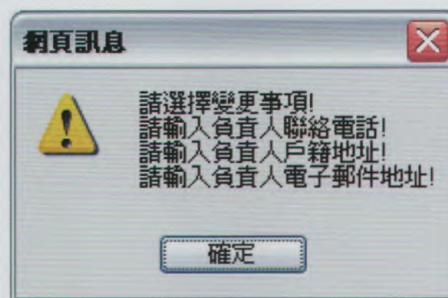 網頁訊息
請選擇變更事項!
請輸入負責人聯絡電話!
請輸入負責人戶籍地址!
請輸入負責人電子郵件地址!
確定